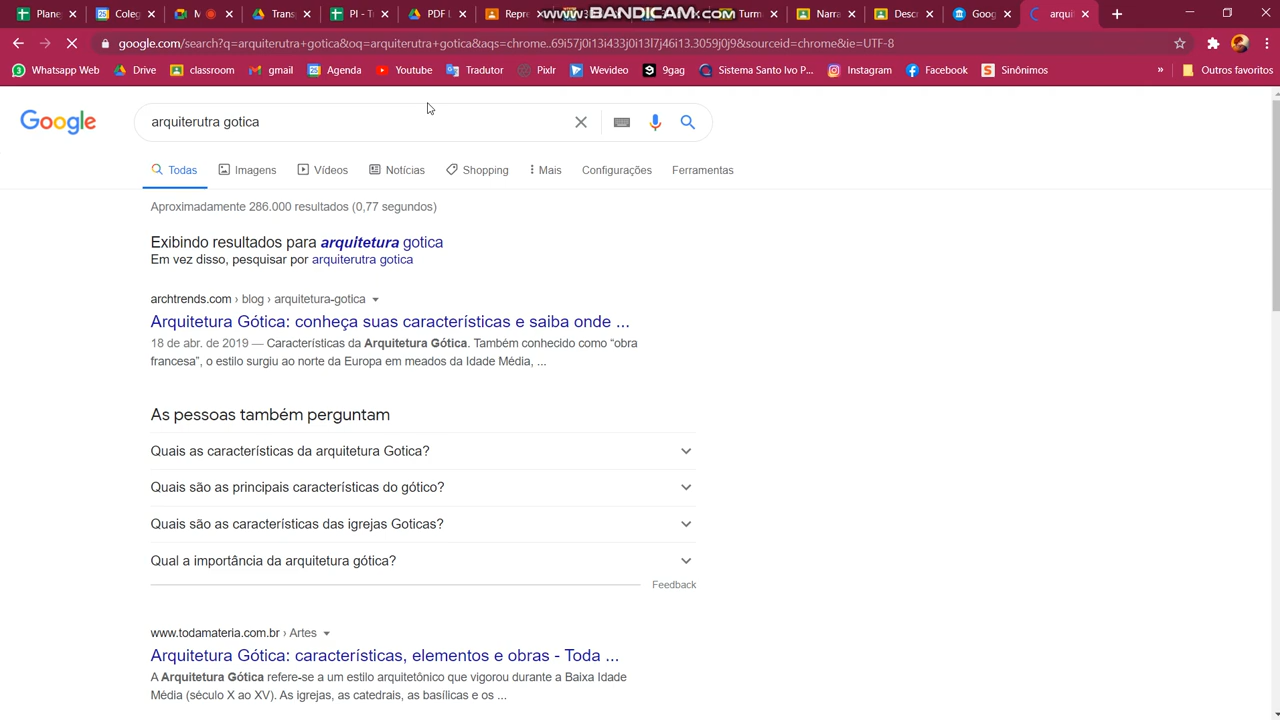 Plane
Coleg
M
Trans
PI - T
PDF L
Repre
www.BANDICAM.com
Turm
Narra
Desc
Goog
arqui
google.com/search?q=arquiterutra+gotica&oq=arquiterutra+gotica&aqs=chrome..69i57j0i13i433j0i13l7j46i13.3059j0j9&sourceid=chrome&ie=UTF-8
Whatsapp Web Drive classroom gmail Agenda Youtube Tradutor Pixlr Wevideo 9gag Sistema Santo Ivo P... Instagram Facebook Sinônimos » Outros favoritos
Google
arquiterutra gotica
Todas Imagens Vídeos Notícias Shopping Mais Configurações Ferramentas
Aproximadamente 286.000 resultados (0,77 segundos)
Exibindo resultados para arquitetura gotica
Em vez disso, pesquisar por arquiterutra gotica
archtrends.com › blog › arquitetura-gotica
Arquitetura Gótica: conheça suas características e saiba onde ...
18 de abr. de 2019 — Características da Arquitetura Gótica. Também conhecido como “obra
francesa”, o estilo surgiu ao norte da Europa em meados da Idade Média, ...
As pessoas também perguntam
Quais as características da arquitetura Gotica?
Quais são as principais características do gótico?
Quais são as características das igrejas Goticas?
Qual a importância da arquitetura gótica?
Feedback
www.todamateria.com.br › Artes
Arquitetura Gótica: características, elementos e obras - Toda ...
A Arquitetura Gótica refere-se a um estilo arquitetônico que vigorou durante a Baixa Idade
Média (século X ao XV). As igrejas, as catedrais, as basílicas e os ...